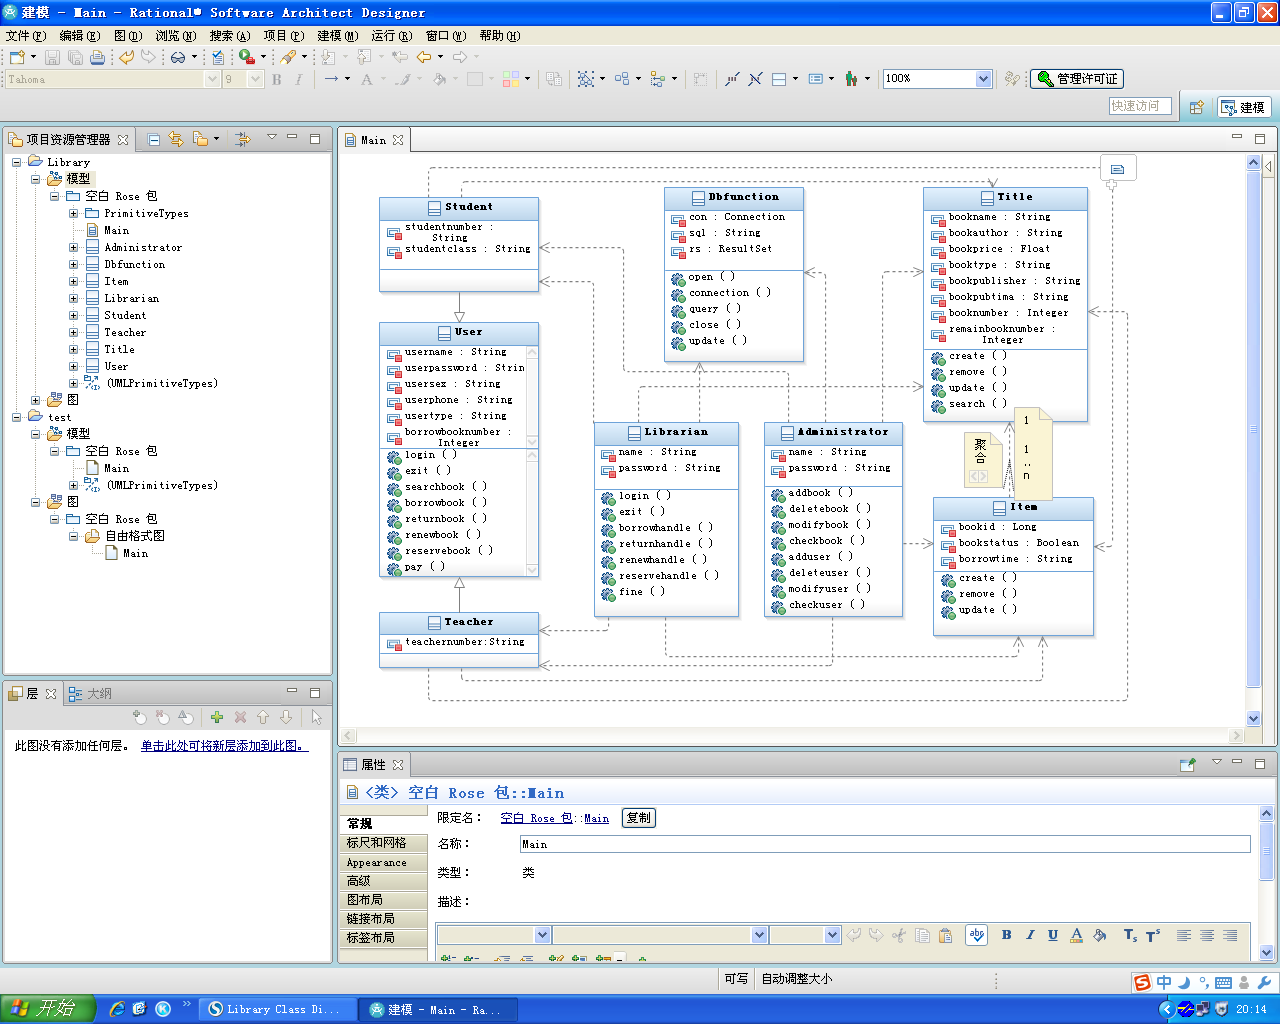 建模 - Main - Rational® Software Architect Designer
文件(F) 编辑(E) 图(D) 浏览(N) 搜索(A) 项目(P) 建模(M) 运行(R) 窗口(W) 帮助(H)
Tahoma 9 B I A 100% 管理许可证
快速访问 建模
项目资源管理器
Library
模型
空白 Rose 包
PrimitiveTypes
Main
Administrator
Dbfunction
Item
Librarian
Student
Teacher
Title
User
(UMLPrimitiveTypes)
图
test
模型
空白 Rose 包
Main
(UMLPrimitiveTypes)
图
空白 Rose 包
自由格式图
Main
层 大纲
此图没有添加任何层。 单击此处可将新层添加到此图。
Main
Student
studentnumber :
String
studentclass : String
User
username : String
userpassword : Strin
usersex : String
userphone : String
usertype : String
borrowbooknumber :
Integer
login ( )
exit ( )
searchbook ( )
borrowbook ( )
returnbook ( )
renewbook ( )
reservebook ( )
pay ( )
Teacher
teachernumber:String
Dbfunction
con : Connection
sql : String
rs : ResultSet
open ( )
connection ( )
query ( )
close ( )
update ( )
Librarian
name : String
password : String
login ( )
exit ( )
borrowhandle ( )
returnhandle ( )
renewhandle ( )
reservehandle ( )
fine ( )
Administrator
name : String
password : String
addbook ( )
deletebook ( )
modifybook ( )
checkbook ( )
adduser ( )
deleteuser ( )
modifyuser ( )
checkuser ( )
Title
bookname : String
bookauthor : String
bookprice : Float
booktype : String
bookpublisher : String
bookpubtima : String
booknumber : Integer
remainbooknumber :
Integer
create ( )
remove ( )
update ( )
search ( )
聚
合
1
1
..
n
Item
bookid : Long
bookstatus : Boolean
borrowtime : String
create ( )
remove ( )
update ( )
属性
<类> 空白 Rose 包::Main
常规
标尺和网格
Appearance
高级
图布局
链接布局
标签布局
限定名： 空白 Rose 包::Main 复制
名称： Main
类型： 类
描述：
abc B I U A Ts Ts
可写 自动调整大小
S 中
开始 Library Class Di... 建模 - Main - Ra... 20:14